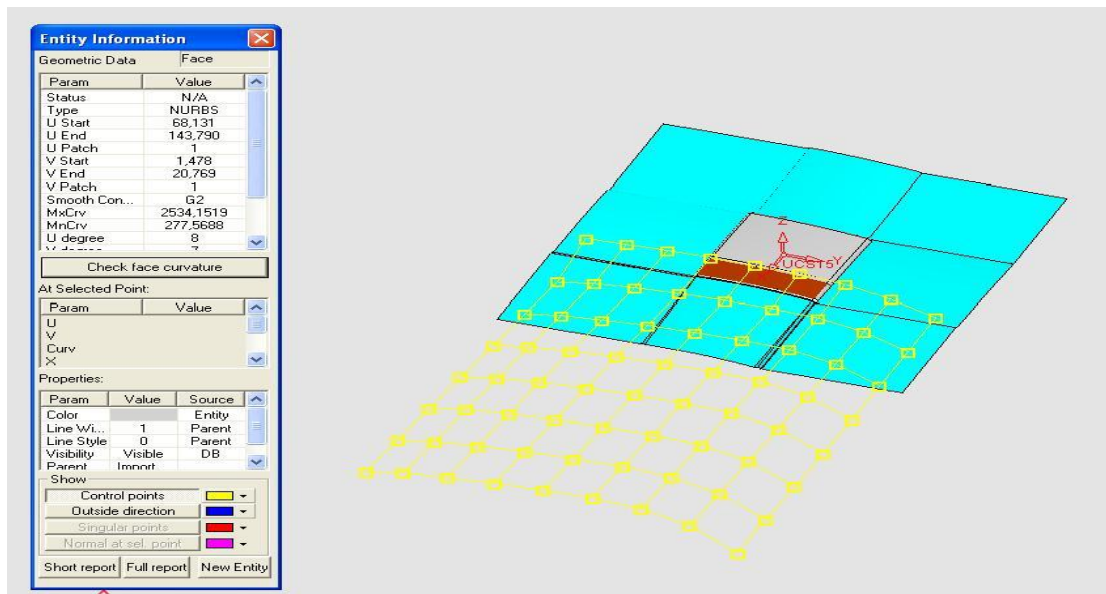 Entity Information
Geometric Data Face
Param Value
Status N/A
Type NURBS
U Start 68,131
U End 143,790
U Patch 1
V Start 1,478
V End 20,769
V Patch 1
Smooth Con... G2
MxCrv 2534,1519
MnCrv 277,5688
U degree 8
Check face curvature
At Selected Point:
Param Value
U
V
Curv
X
Properties:
Param Value Source
Color Entity
Line Wi... 1 Parent
Line Style 0 Parent
Visibility Visible DB
Parent Import
Show
Control points
Outside direction
Singular points
Normal at sel. point
Short report Full report New Entity
Z
UCST5 Y